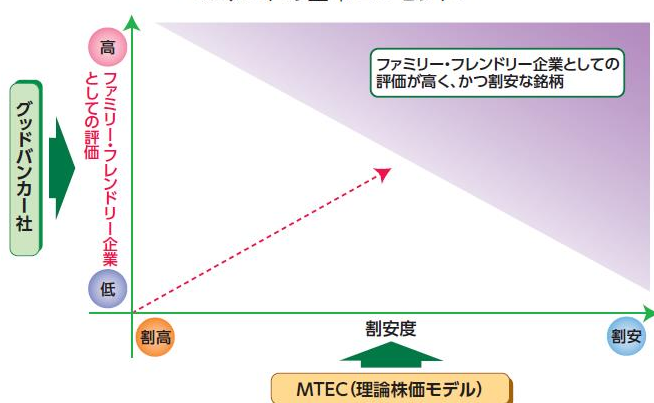 高
ファミリー・フレンドリー企業としての
評価が高く、かつ割安な銘柄
ファミリー・フレンドリー企業
としての評価
グッドバンカー社
低
割高
割安度
割安
MTEC（理論株価モデル）